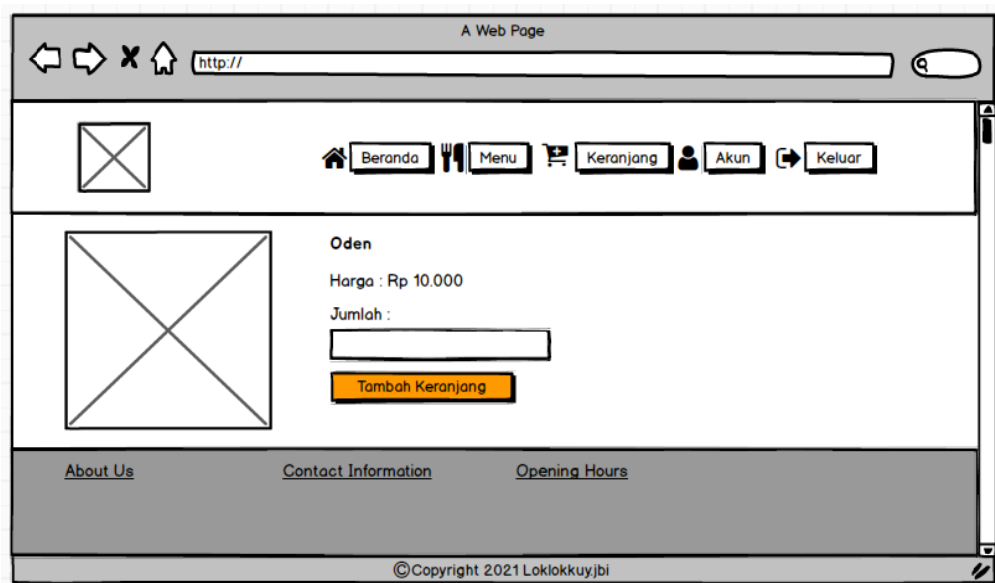 A Web Page
http://
Beranda Menu Keranjang Akun Keluar
Oden
Harga : Rp 10.000
Jumlah :
Tambah Keranjang
About Us Contact Information Opening Hours
©Copyright 2021 Loklokkuy.jbi